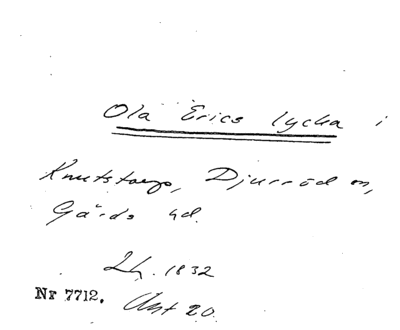 Ola Erics lycka i
Knutstorp, Djurröd sn,
Gärds hd.
Lh. 1832
Nr 7712. Akt 20.